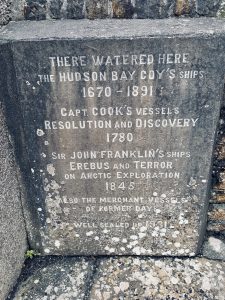 THERE WATERED HERE
THE HUDSON BAY COY'S SHIPS
1670 - 1891
CAPT. COOK'S VESSELS
RESOLUTION AND DISCOVERY
1780
SIR JOHN FRANKLIN'S SHIPS
EREBUS AND TERROR
ON ARCTIC EXPLORATION
1845
ALSO THE MERCHANT VESSELS
OF FORMER DAYS
WELL SEALED UP